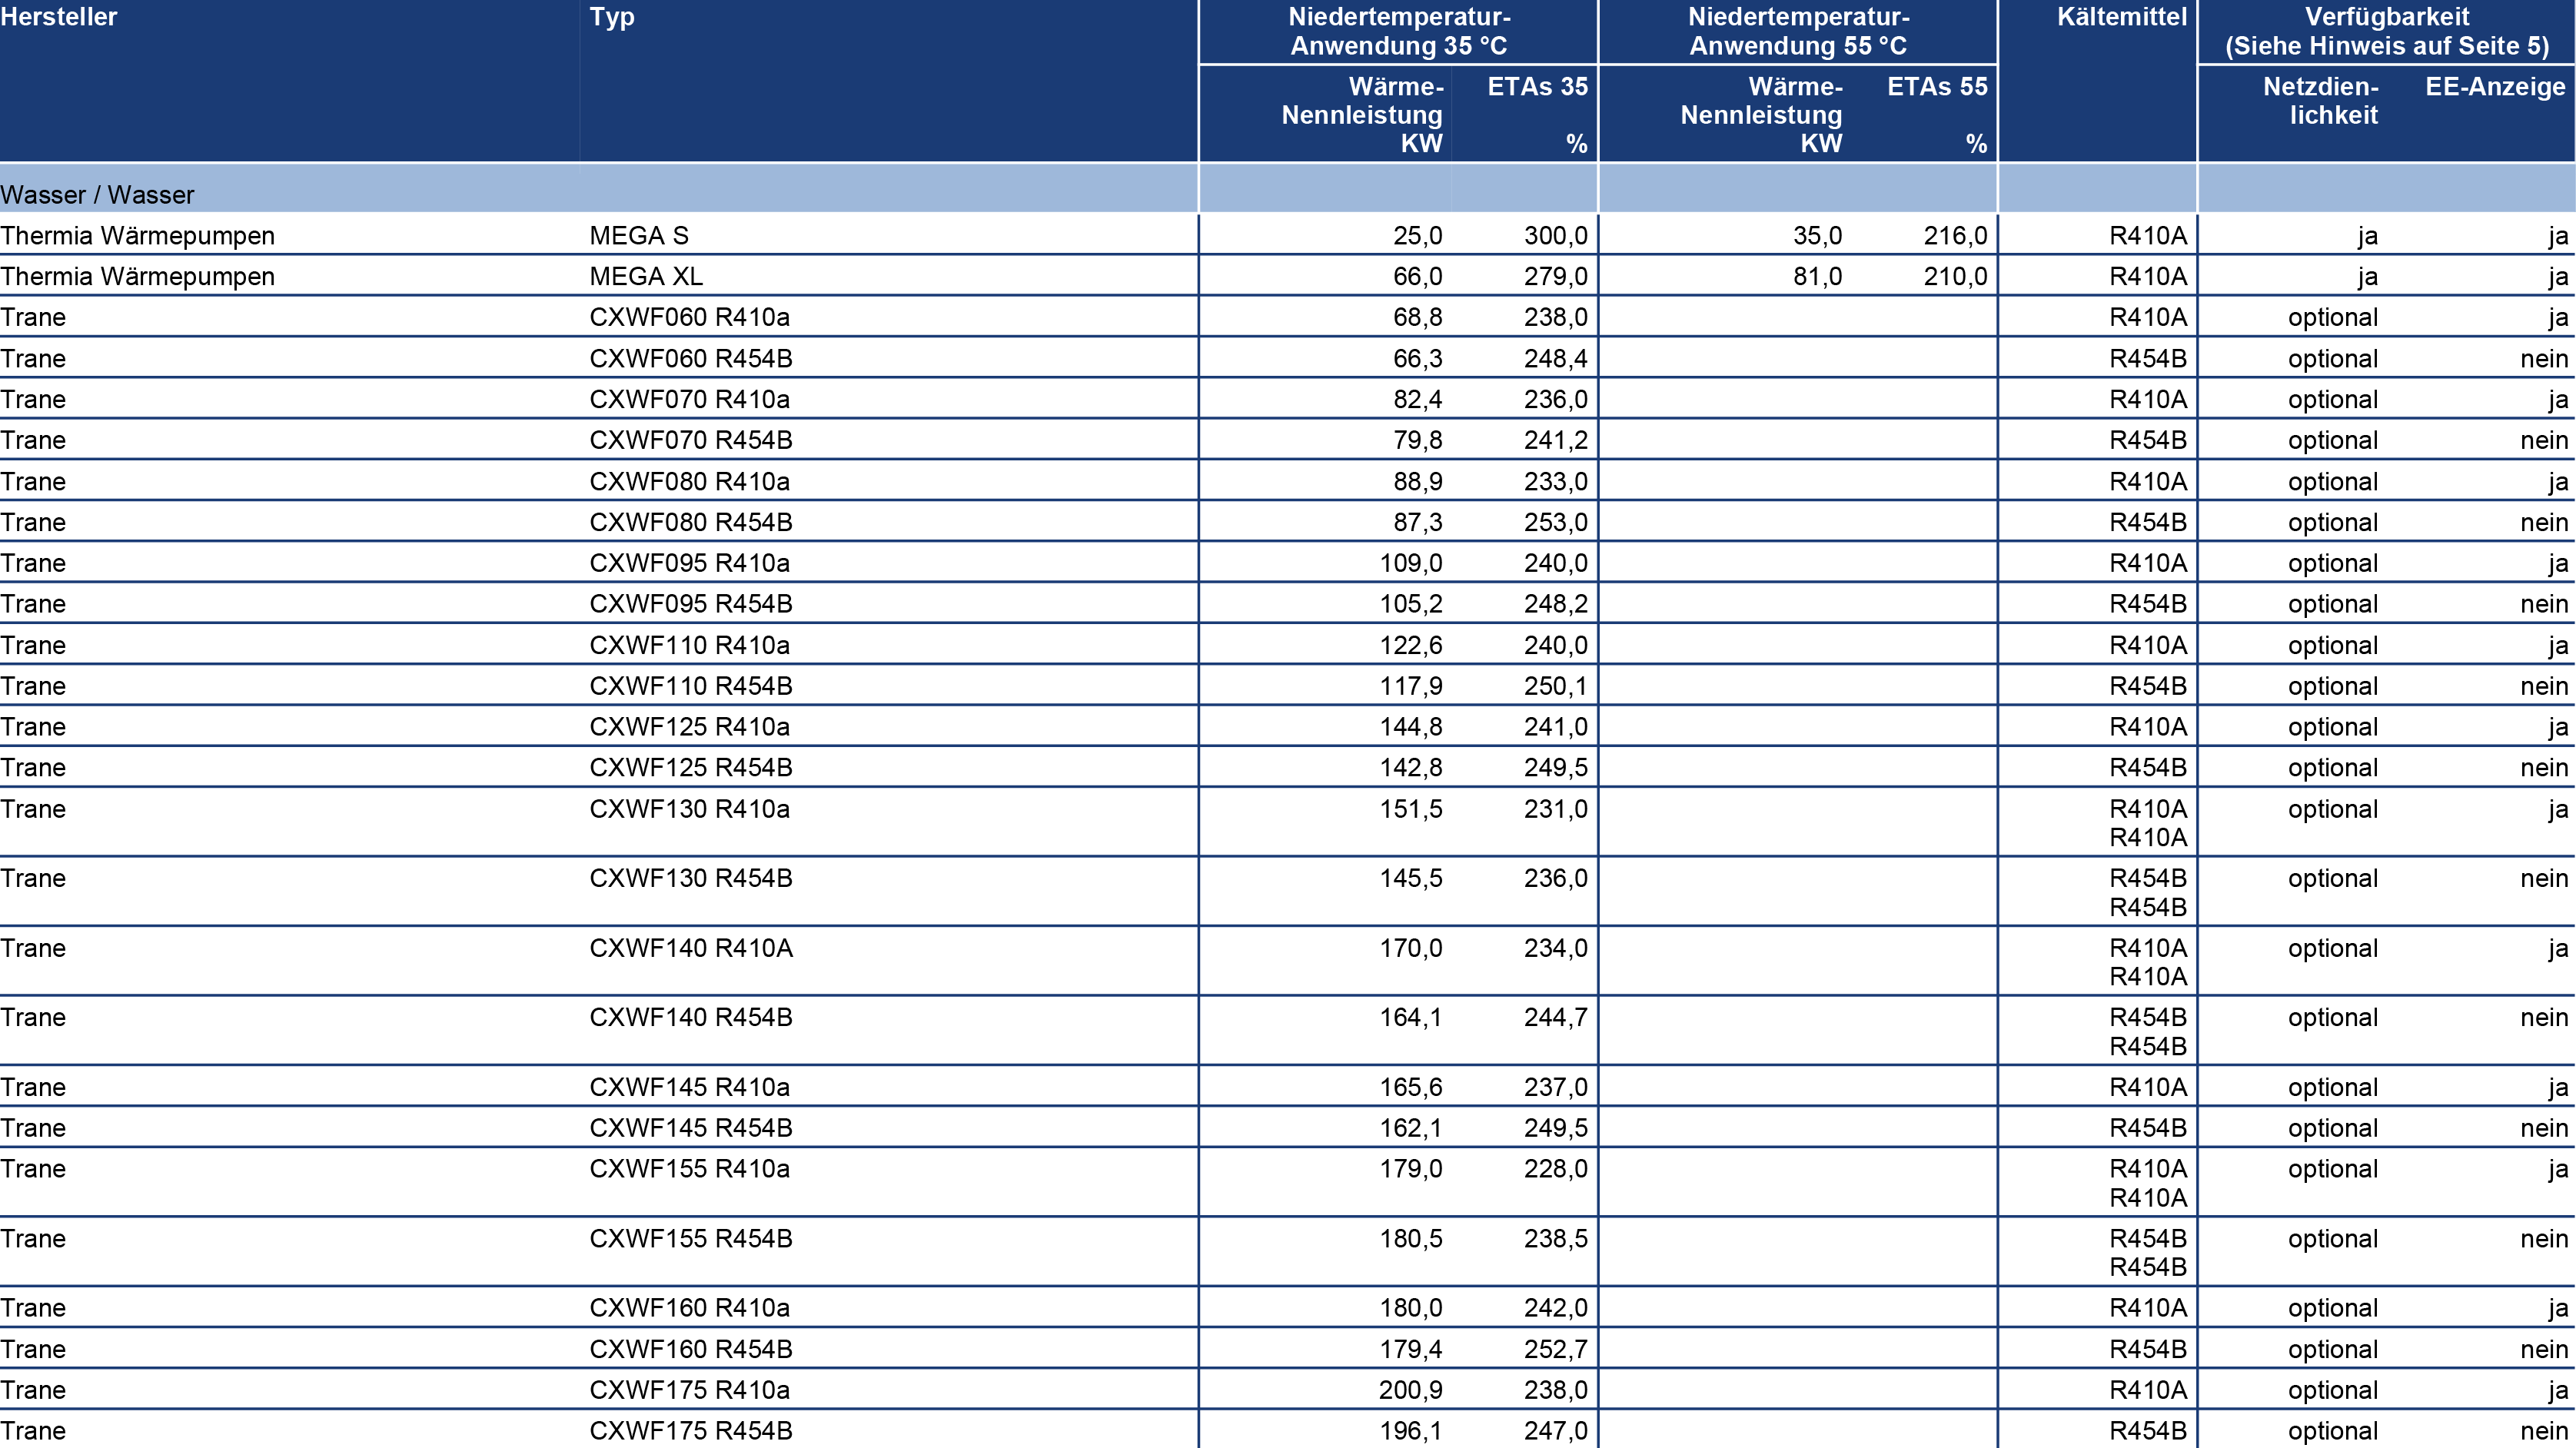 Hersteller Typ Niedertemperatur- Niedertemperatur- Kältemittel Verfügbarkeit
Anwendung 35 °C Anwendung 55 °C (Siehe Hinweis auf Seite 5)
Wärme- ETAs 35 Wärme- ETAs 55 Netzdien- EE-Anzeige
Nennleistung Nennleistung lichkeit
KW % KW %
Wasser / Wasser
Thermia Wärmepumpen MEGA S 25,0 300,0 35,0 216,0 R410A ja ja
Thermia Wärmepumpen MEGA XL 66,0 279,0 81,0 210,0 R410A ja ja
Trane CXWF060 R410a 68,8 238,0 R410A optional ja
Trane CXWF060 R454B 66,3 248,4 R454B optional nein
Trane CXWF070 R410a 82,4 236,0 R410A optional ja
Trane CXWF070 R454B 79,8 241,2 R454B optional nein
Trane CXWF080 R410a 88,9 233,0 R410A optional ja
Trane CXWF080 R454B 87,3 253,0 R454B optional nein
Trane CXWF095 R410a 109,0 240,0 R410A optional ja
Trane CXWF095 R454B 105,2 248,2 R454B optional nein
Trane CXWF110 R410a 122,6 240,0 R410A optional ja
Trane CXWF110 R454B 117,9 250,1 R454B optional nein
Trane CXWF125 R410a 144,8 241,0 R410A optional ja
Trane CXWF125 R454B 142,8 249,5 R454B optional nein
Trane CXWF130 R410a 151,5 231,0 R410A optional ja
R410A
Trane CXWF130 R454B 145,5 236,0 R454B optional nein
R454B
Trane CXWF140 R410A 170,0 234,0 R410A optional ja
R410A
Trane CXWF140 R454B 164,1 244,7 R454B optional nein
R454B
Trane CXWF145 R410a 165,6 237,0 R410A optional ja
Trane CXWF145 R454B 162,1 249,5 R454B optional nein
Trane CXWF155 R410a 179,0 228,0 R410A optional ja
R410A
Trane CXWF155 R454B 180,5 238,5 R454B optional nein
R454B
Trane CXWF160 R410a 180,0 242,0 R410A optional ja
Trane CXWF160 R454B 179,4 252,7 R454B optional nein
Trane CXWF175 R410a 200,9 238,0 R410A optional ja
Trane CXWF175 R454B 196,1 247,0 R454B optional nein